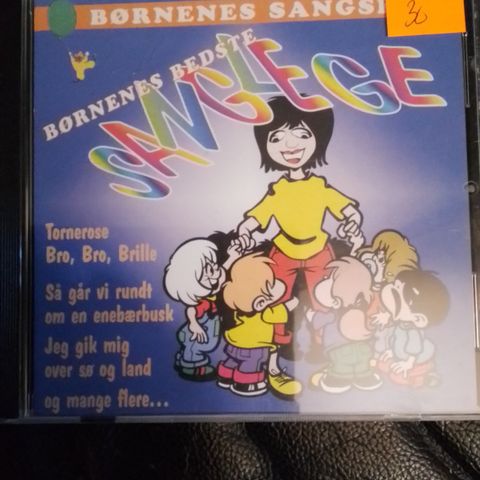 BØRNENES
30
BØRNENES BEDSTE
SANGLEGE
Tornerose
Bro, Bro, Brille
Så går vi rundt
om en enebærbusk
Jeg gik mig
over sø og land
og mange flere...